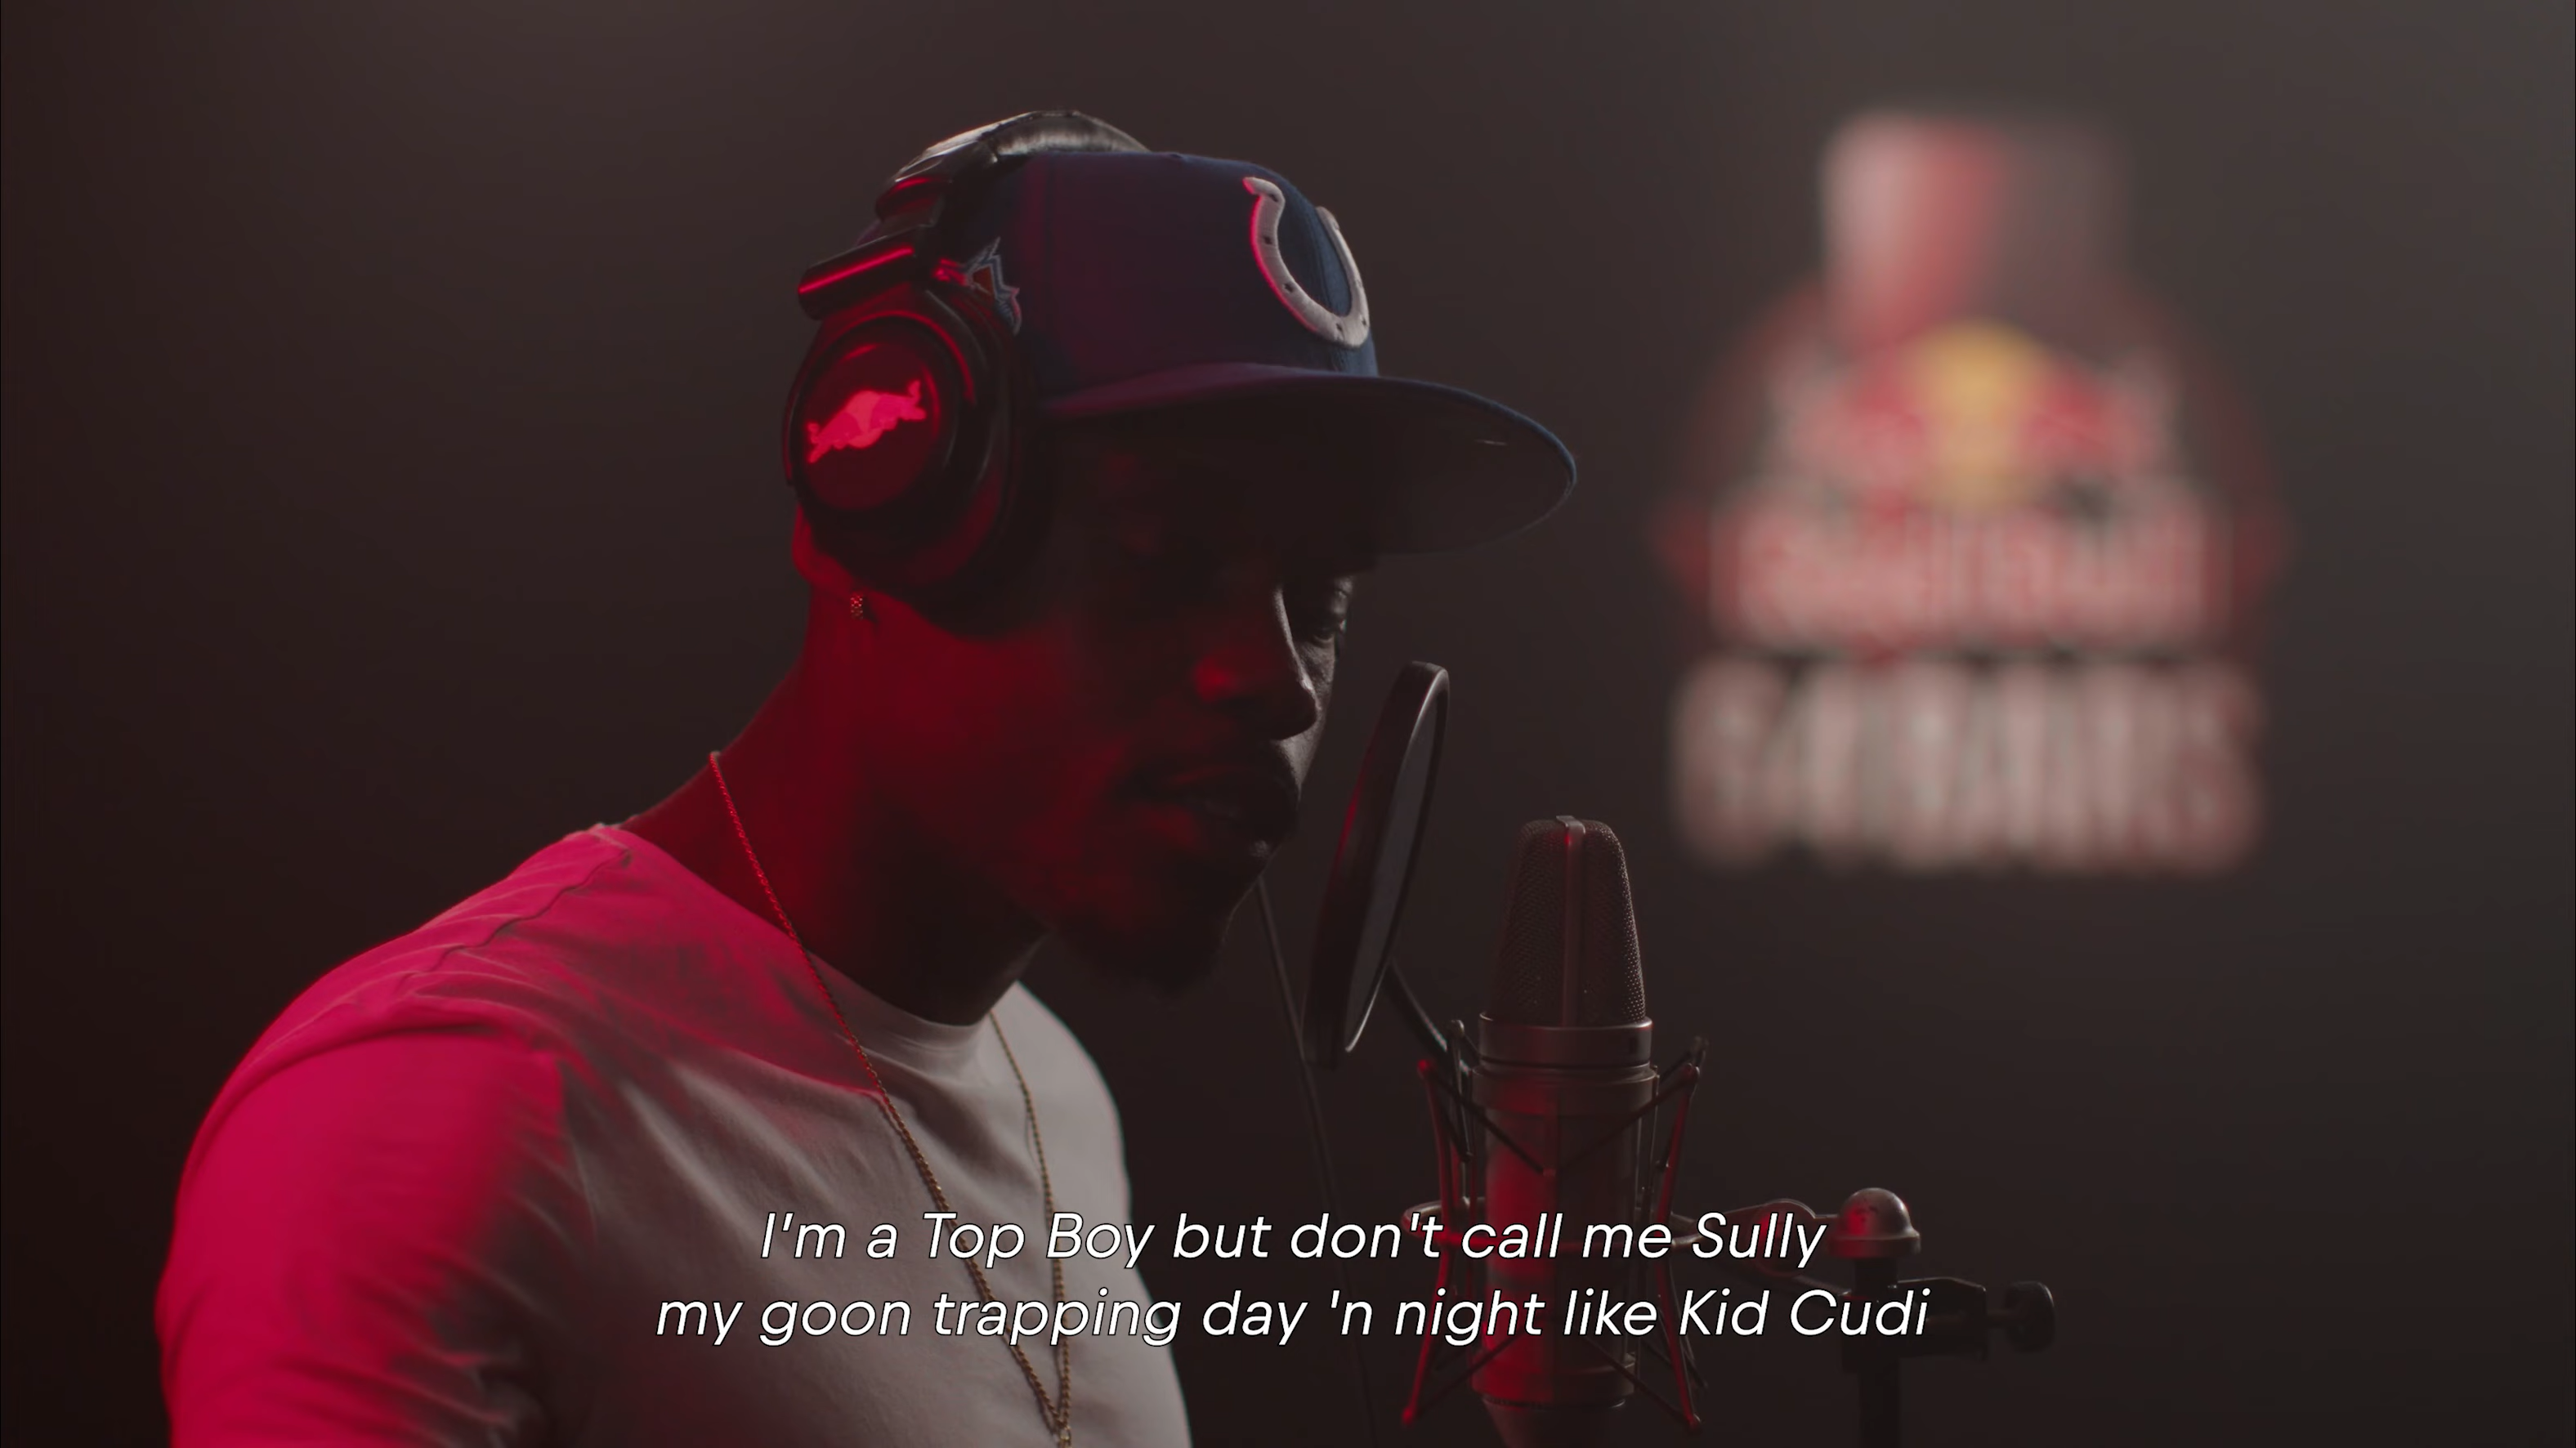 I'm a Top Boy but don't call me Sully
my goon trapping day 'n night like Kid Cudi